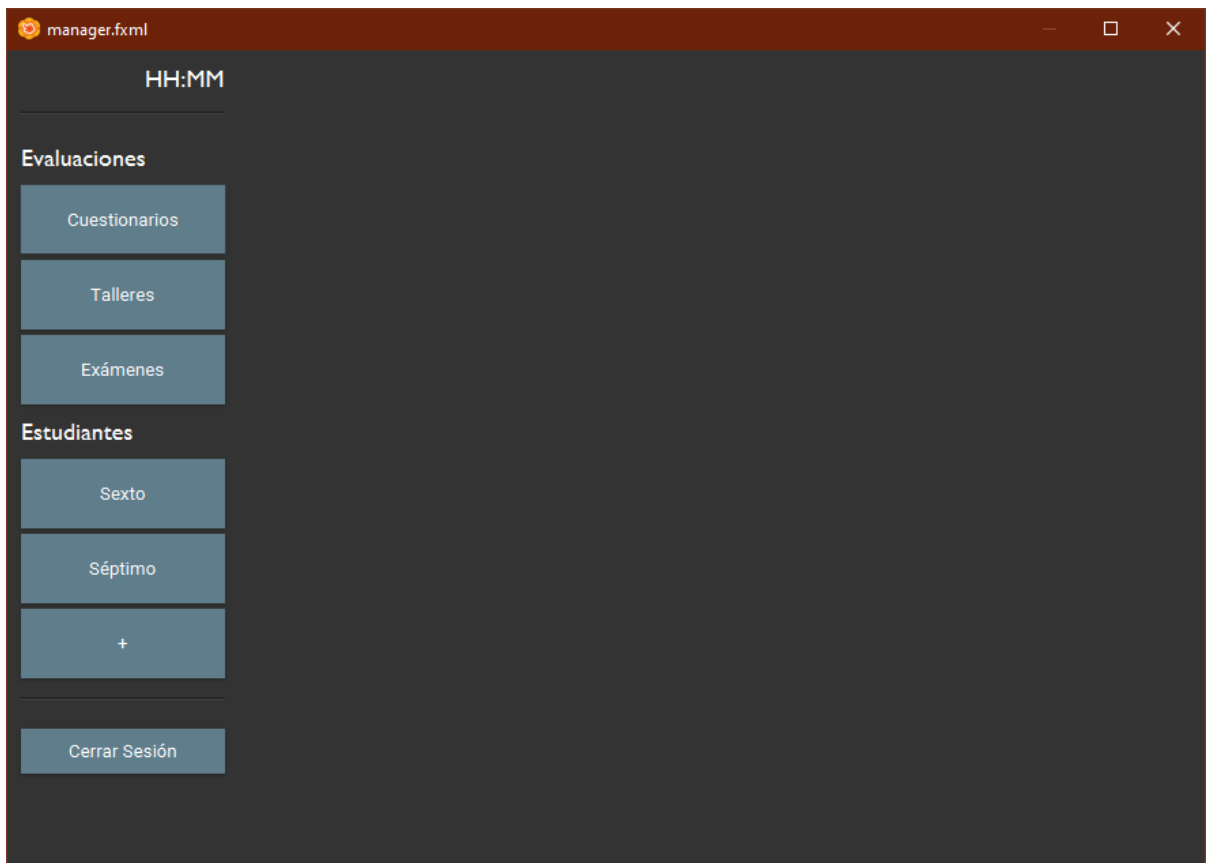 manager.fxml
HH:MM
Evaluaciones
Cuestionarios
Talleres
Exámenes
Estudiantes
Sexto
Séptimo
+
Cerrar Sesión